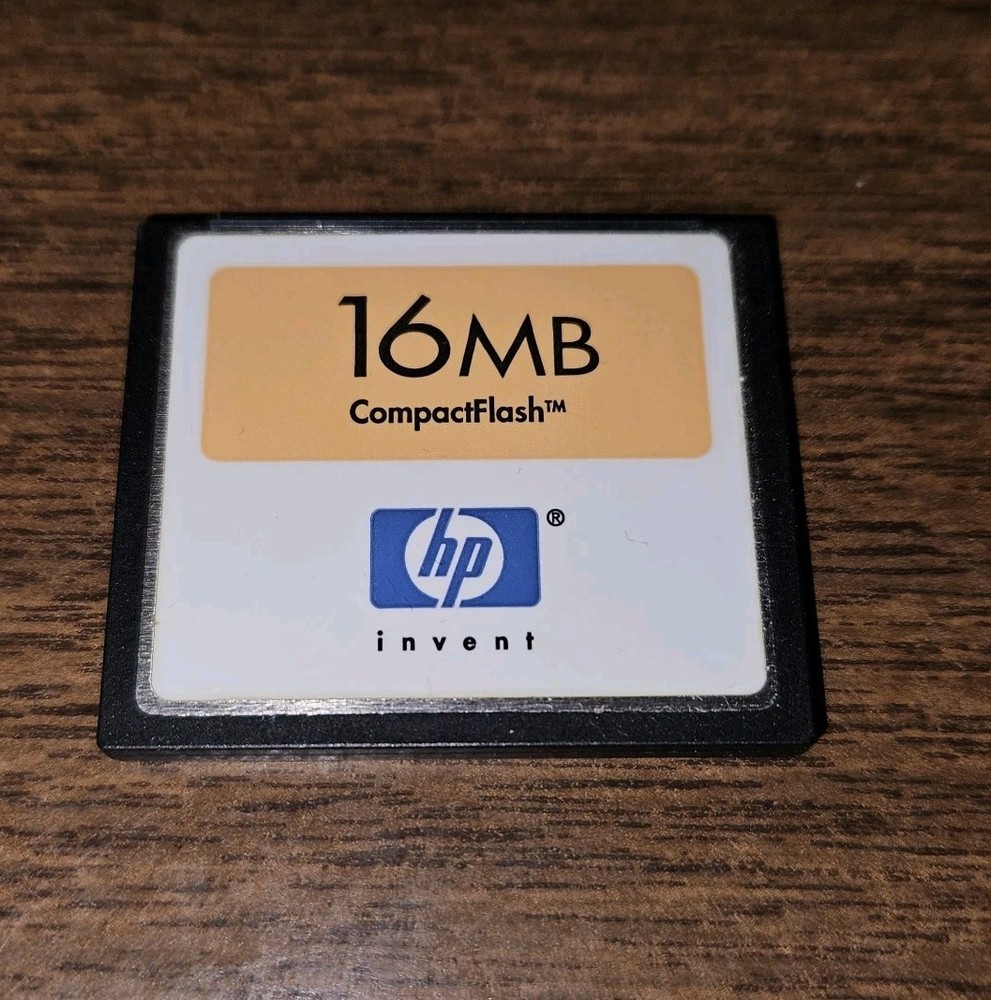 16MB
CompactFlash™
hp®
invent